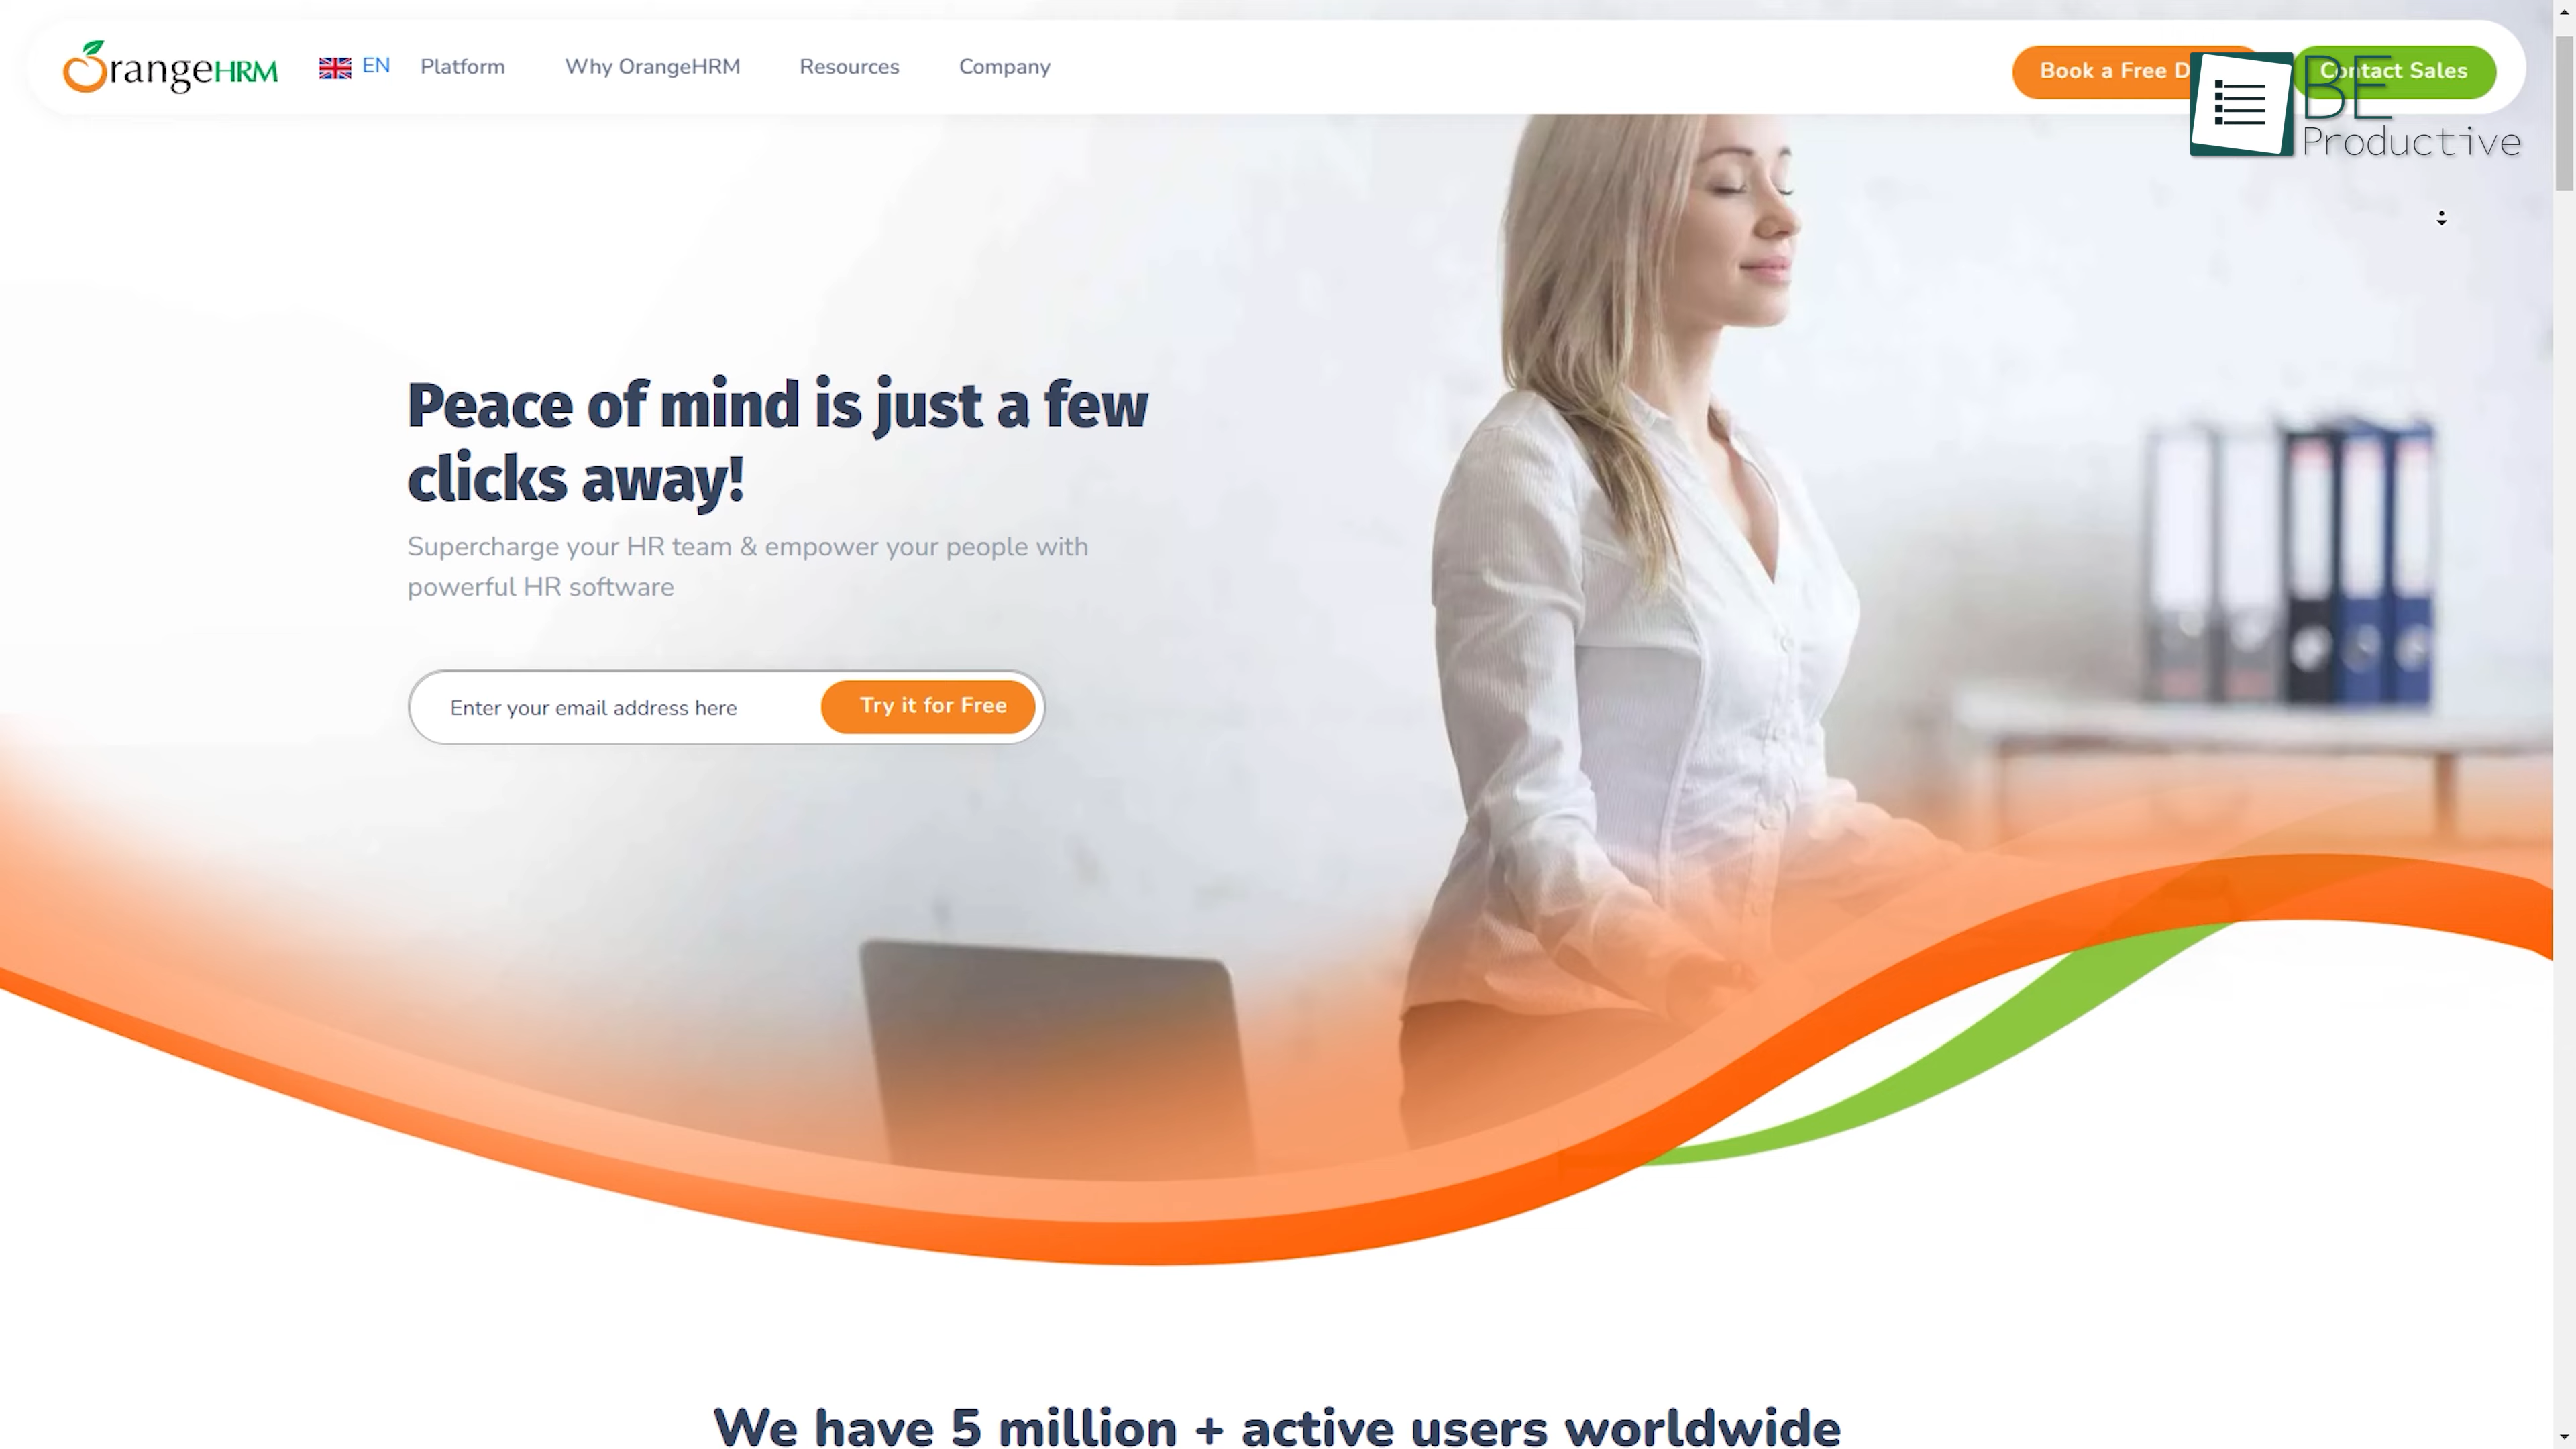 OrangeHRM EN Platform Why OrangeHRM Resources Company Book a Free Contact Sales
BE
Productive
Peace of mind is just a few
clicks away!
Supercharge your HR team & empower your people with
powerful HR software
Enter your email address here Try it for Free
We have 5 million + active users worldwide